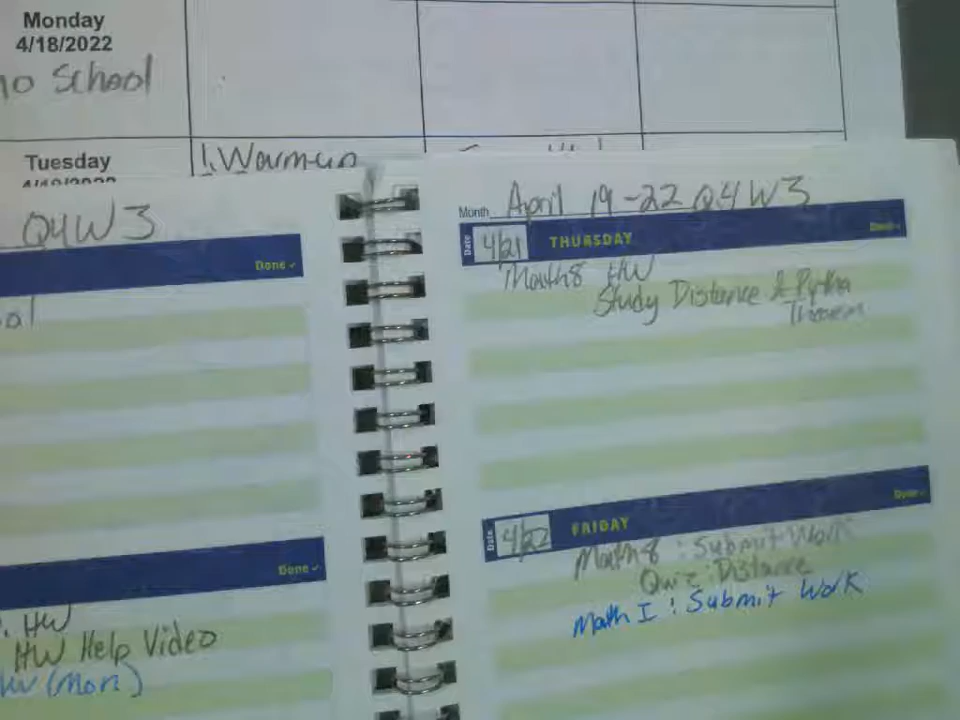 Monday
4/18/2022
no School
Tuesday
1. Warmup
Q4W3
Done ✓
Done ✓
HW
HW Help Video
(Mon)
Month April 19-22 Q4W3
Date 4/21 THURSDAY Done ✓
Math8 HW
Study Distance & Pytha
Theorem
Date 4/22 FRIDAY Done ✓
Math8 : Submit Work
Quiz : Distance
Math I : Submit Work